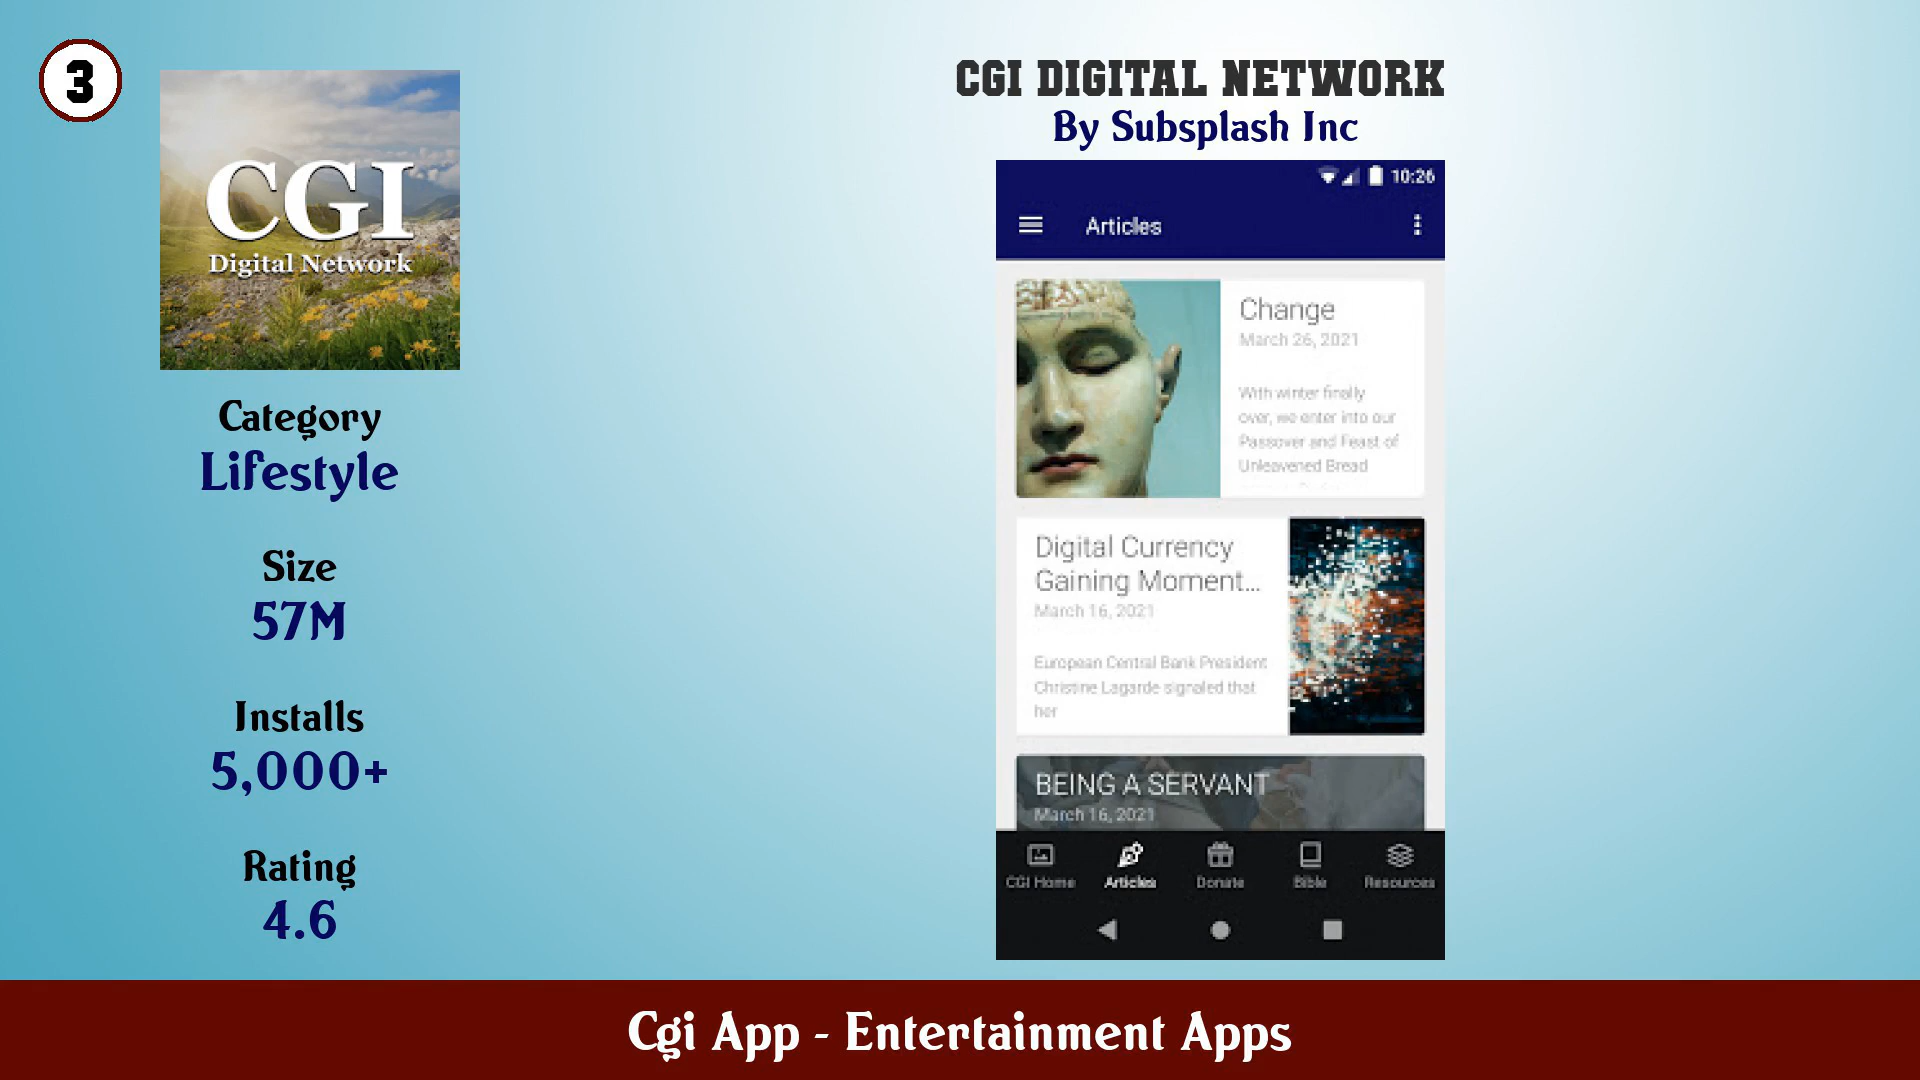 3
CGI
Digital Network
Category
Lifestyle
Size
57M
Installs
5,000+
Rating
4.6
CGI DIGITAL NETWORK
By Subsplash Inc
10:26
Articles
Change
March 26, 2021
With winter finally
over, we enter into our
Passover and Feast of
Unleavened Bread
Digital Currency
Gaining Moment...
March 16, 2021
European Central Bank President
Christine Lagarde signaled that
her
BEING A SERVANT
March 16, 2021
CGI Home Articles Donate Bible Resources
Cgi App - Entertainment Apps